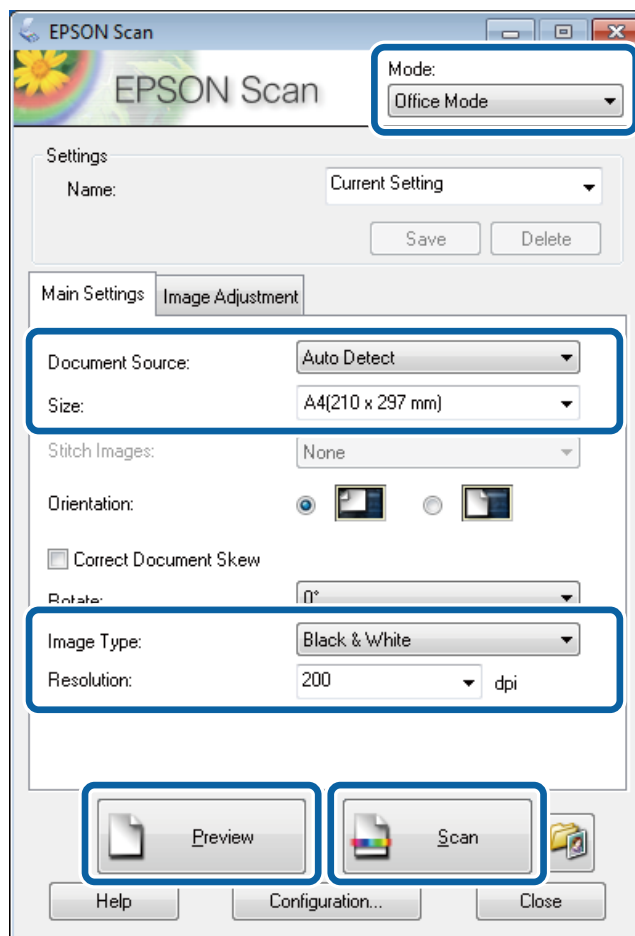 EPSON Scan
EPSON Scan
Mode:
Office Mode
Settings
Name:
Current Setting
Save
Delete
Main Settings
Image Adjustment
Document Source:
Auto Detect
Size:
A4(210 x 297 mm)
Stitch Images:
None
Orientation:
Correct Document Skew
Rotate:
0°
Image Type:
Black & White
Resolution:
200
dpi
Preview
Scan
Help
Configuration...
Close